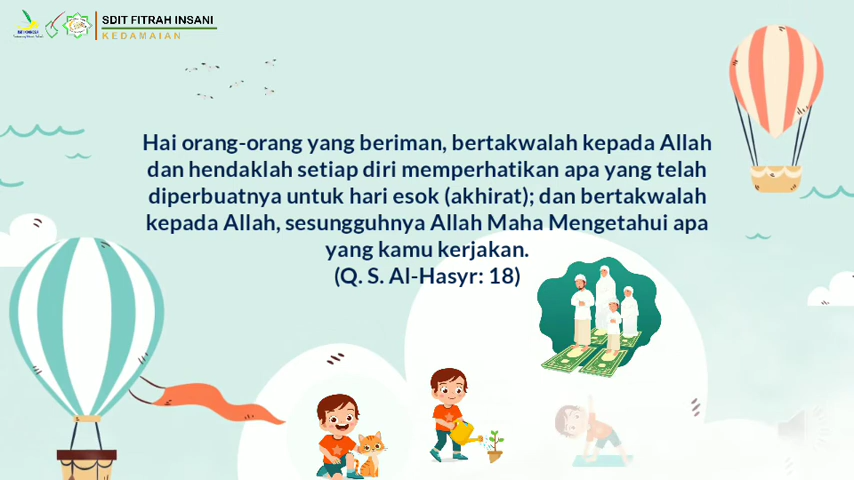 SDIT FITRAH INSANI
KEDAMAIAN
Hai orang-orang yang beriman, bertakwalah kepada Allah
dan hendaklah setiap diri memperhatikan apa yang telah
diperbuatnya untuk hari esok (akhirat); dan bertakwalah
kepada Allah, sesungguhnya Allah Maha Mengetahui apa
yang kamu kerjakan.
(Q. S. Al-Hasyr: 18)